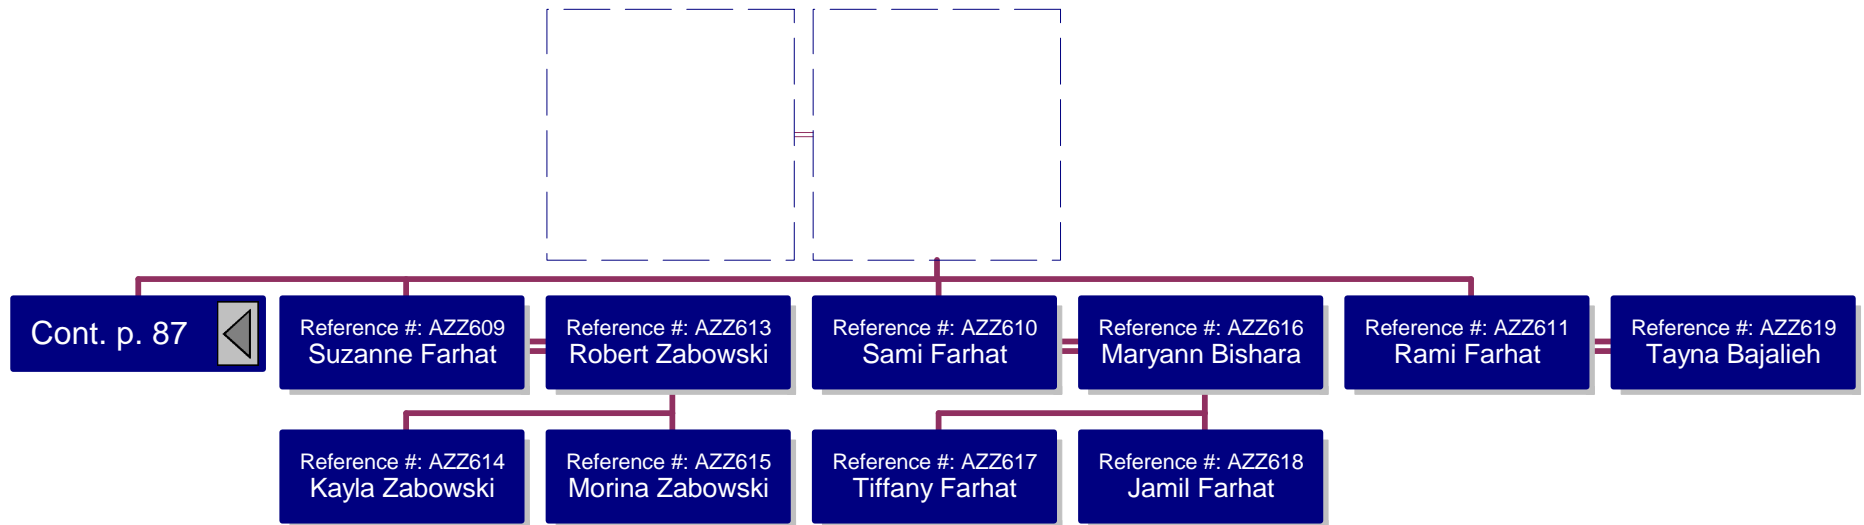 Cont. p. 87
Reference #: AZZ609
Suzanne Farhat
Reference #: AZZ613
Robert Zabowski
Reference #: AZZ610
Sami Farhat
Reference #: AZZ616
Maryann Bishara
Reference #: AZZ611
Rami Farhat
Reference #: AZZ619
Tayna Bajalieh
Reference #: AZZ614
Kayla Zabowski
Reference #: AZZ615
Morina Zabowski
Reference #: AZZ617
Tiffany Farhat
Reference #: AZZ618
Jamil Farhat